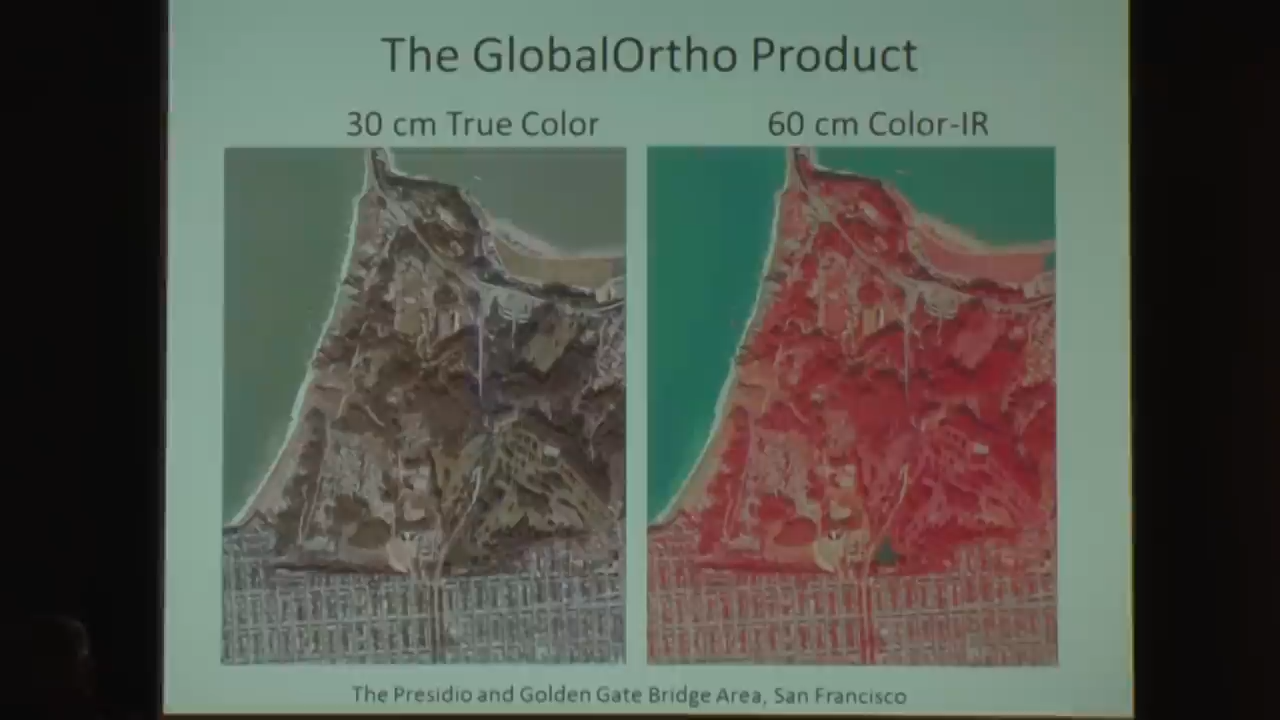 The GlobalOrtho Product
30 cm True Color
60 cm Color-IR
The Presidio and Golden Gate Bridge Area, San Francisco